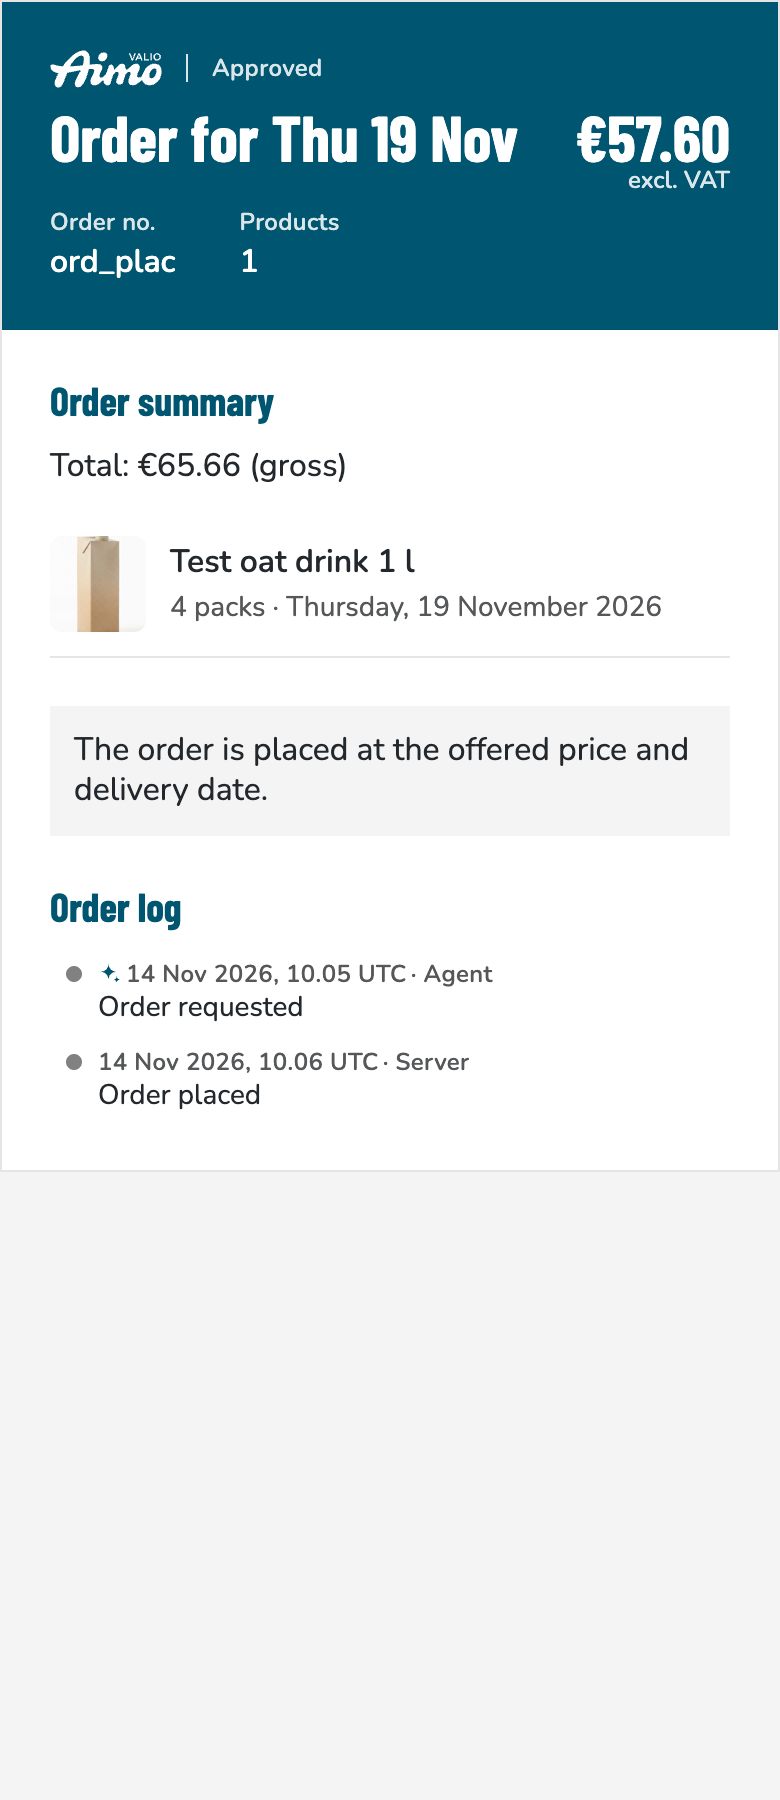 Aimo VALIO
Approved
Order for Thu 19 Nov
€57.60
excl. VAT
Order no.
Products
ord_plac
1
Order summary
Total: €65.66 (gross)
Test oat drink 1 l
4 packs · Thursday, 19 November 2026
The order is placed at the offered price and
delivery date.
Order log
14 Nov 2026, 10.05 UTC · Agent
Order requested
14 Nov 2026, 10.06 UTC · Server
Order placed